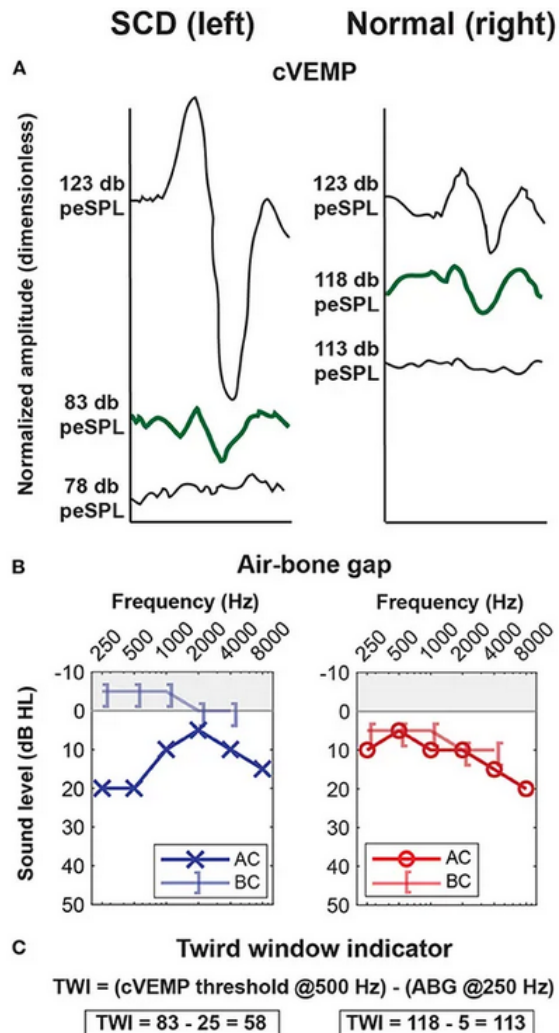 SCD (left) Normal (right)
A
cVEMP
Normalized amplitude (dimensionless)
123 db
peSPL
83 db
peSPL
78 db
peSPL
123 db
peSPL
118 db
peSPL
113 db
peSPL
B Air-bone gap
Frequency (Hz) Frequency (Hz)
250 500 1000 2000 4000 8000
250 500 1000 2000 4000 8000
Sound level (dB HL)
-10
0
10
20
30
40
50
AC
BC
-10
0
10
20
30
40
50
AC
BC
C Twird window indicator
TWI = (cVEMP threshold @500 Hz) - (ABG @250 Hz)
TWI = 83 - 25 = 58 TWI = 118 - 5 = 113